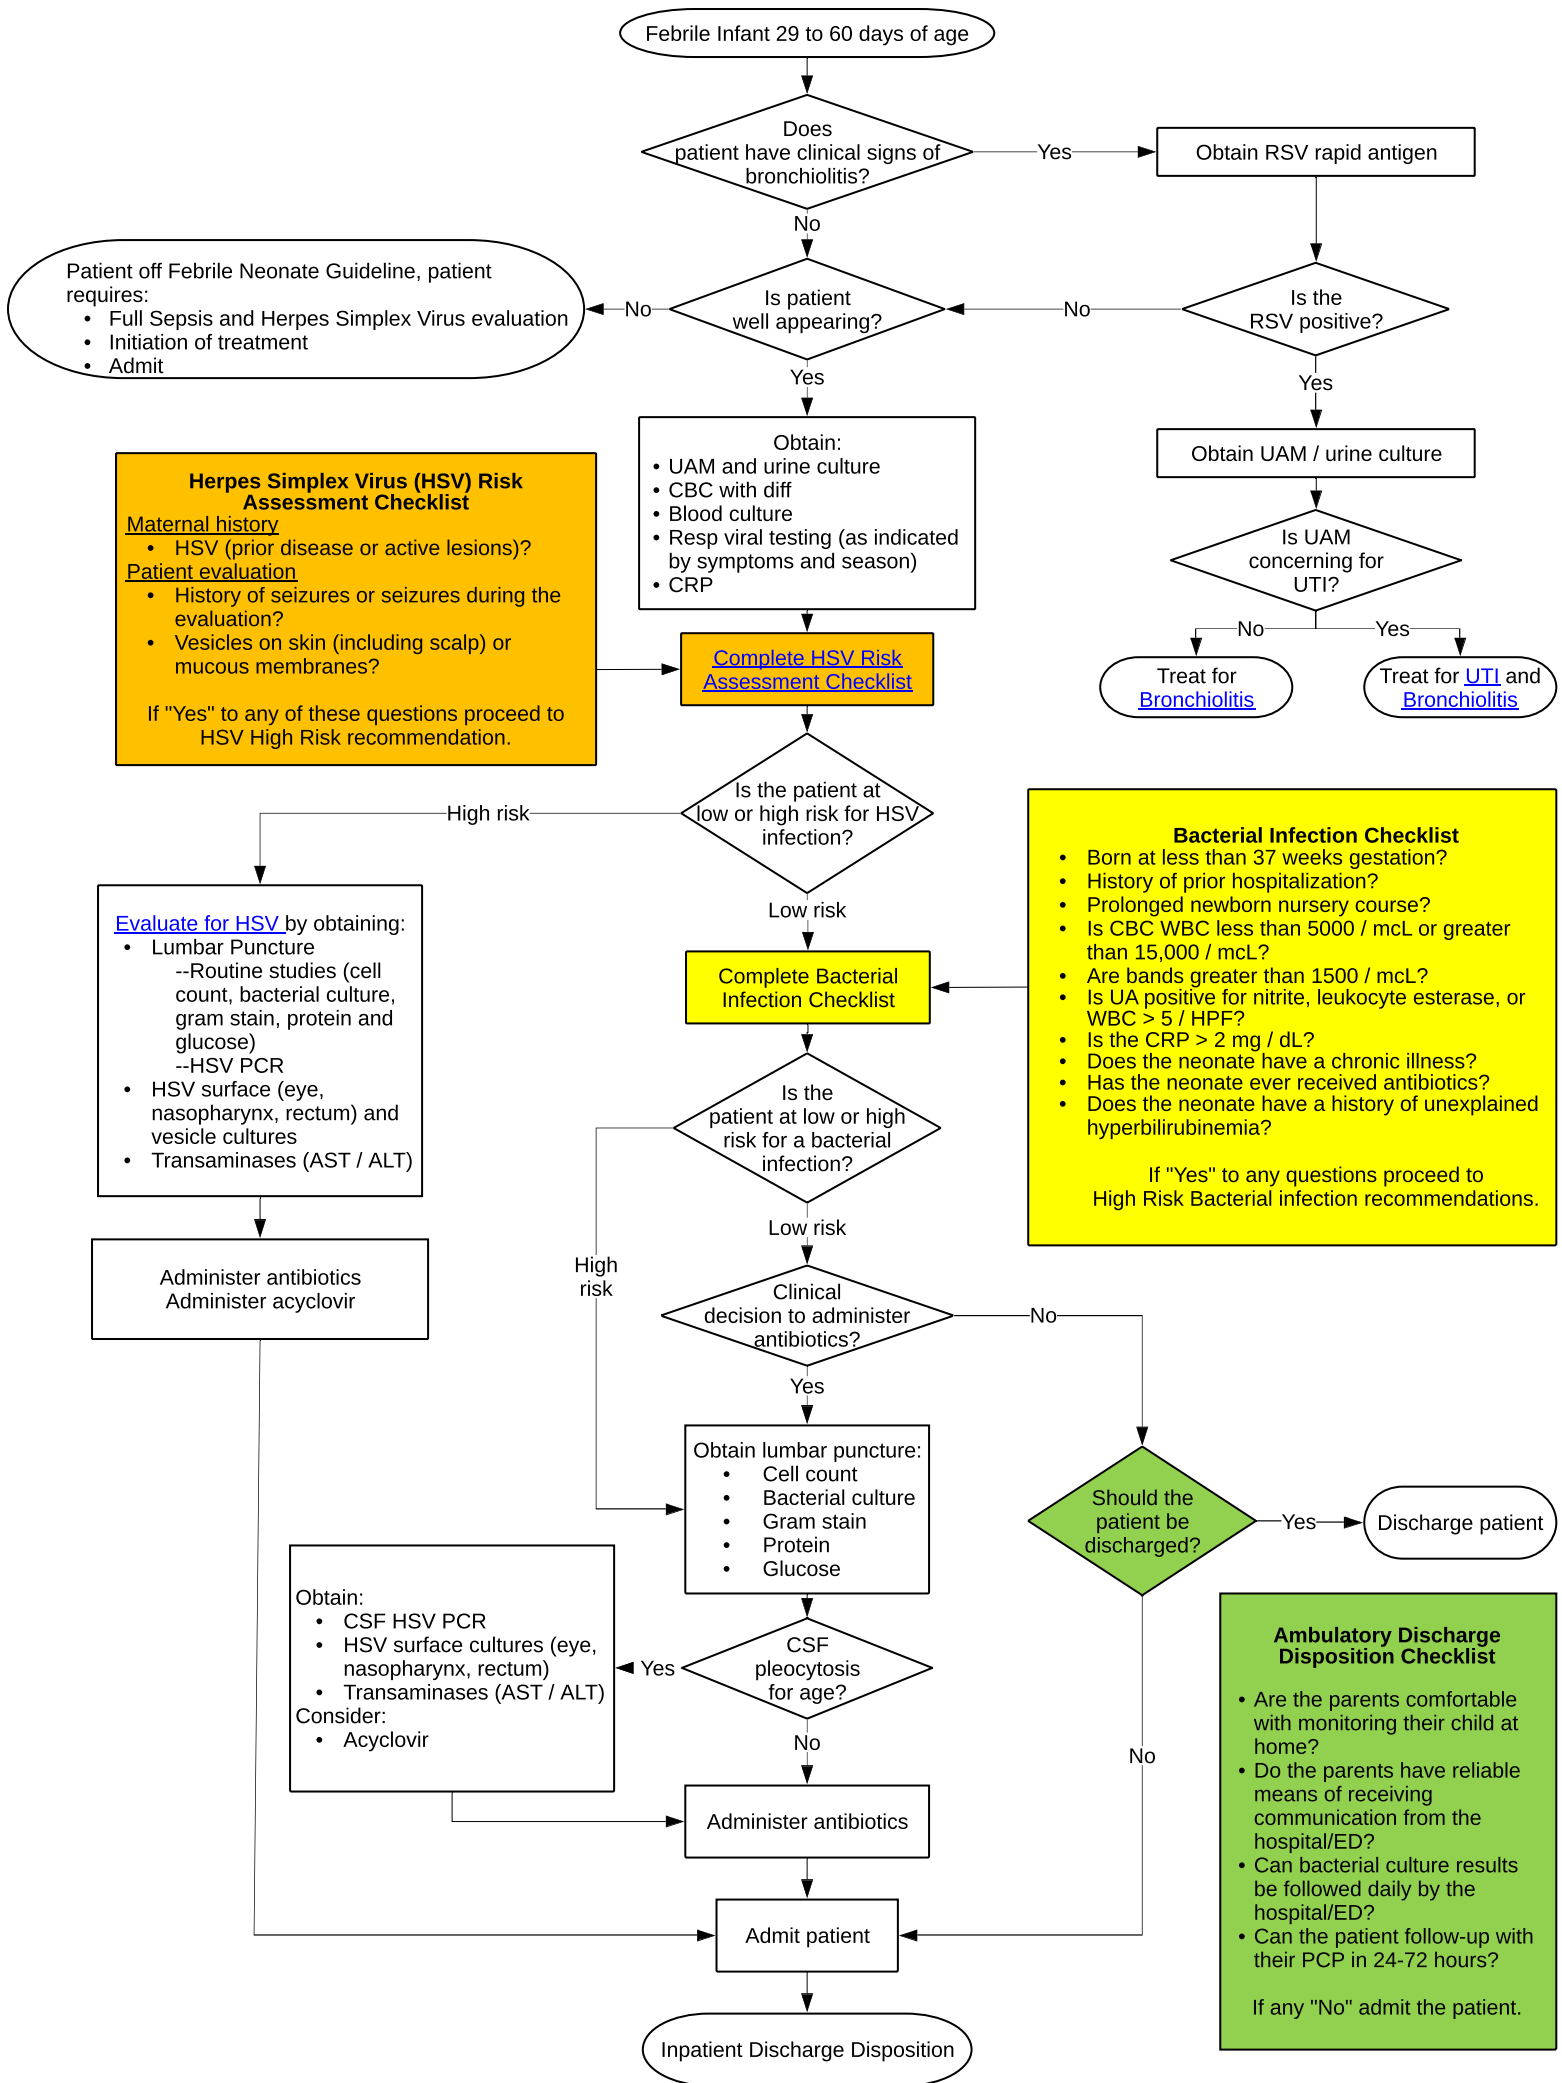 Febrile Infant 29 to 60 days of age
Does
patient have clinical signs of
bronchiolitis?
Yes
Obtain RSV rapid antigen
No
Patient off Febrile Neonate Guideline, patient
requires:
• Full Sepsis and Herpes Simplex Virus evaluation
• Initiation of treatment
• Admit
No
Is patient
well appearing?
No
Is the
RSV positive?
Yes
Yes
Obtain:
• UAM and urine culture
• CBC with diff
• Blood culture
• Resp viral testing (as indicated
by symptoms and season)
• CRP
Obtain UAM / urine culture
Is UAM
concerning for
UTI?
No
Yes
Treat for
Bronchiolitis
Treat for UTI and
Bronchiolitis
Herpes Simplex Virus (HSV) Risk
Assessment Checklist
Maternal history
• HSV (prior disease or active lesions)?
Patient evaluation
• History of seizures or seizures during the
evaluation?
• Vesicles on skin (including scalp) or
mucous membranes?
If "Yes" to any of these questions proceed to
HSV High Risk recommendation.
Complete HSV Risk
Assessment Checklist
Is the patient at
low or high risk for HSV
infection?
High risk
Low risk
Bacterial Infection Checklist
• Born at less than 37 weeks gestation?
• History of prior hospitalization?
• Prolonged newborn nursery course?
• Is CBC WBC less than 5000 / mcL or greater
than 15,000 / mcL?
• Are bands greater than 1500 / mcL?
• Is UA positive for nitrite, leukocyte esterase, or
WBC > 5 / HPF?
• Is the CRP > 2 mg / dL?
• Does the neonate have a chronic illness?
• Has the neonate ever received antibiotics?
• Does the neonate have a history of unexplained
hyperbilirubinemia?
If "Yes" to any questions proceed to
High Risk Bacterial infection recommendations.
Evaluate for HSV by obtaining:
• Lumbar Puncture
--Routine studies (cell
count, bacterial culture,
gram stain, protein and
glucose)
--HSV PCR
• HSV surface (eye,
nasopharynx, rectum) and
vesicle cultures
• Transaminases (AST / ALT)
Complete Bacterial
Infection Checklist
Is the
patient at low or high
risk for a bacterial
infection?
High
risk
Low risk
Administer antibiotics
Administer acyclovir
Clinical
decision to administer
antibiotics?
No
Yes
Obtain lumbar puncture:
• Cell count
• Bacterial culture
• Gram stain
• Protein
• Glucose
Should the
patient be
discharged?
Yes
Discharge patient
Obtain:
• CSF HSV PCR
• HSV surface cultures (eye,
nasopharynx, rectum)
• Transaminases (AST / ALT)
Consider:
• Acyclovir
Yes
CSF
pleocytosis
for age?
No
No
Ambulatory Discharge
Disposition Checklist
• Are the parents comfortable
with monitoring their child at
home?
• Do the parents have reliable
means of receiving
communication from the
hospital/ED?
• Can bacterial culture results
be followed daily by the
hospital/ED?
• Can the patient follow-up with
their PCP in 24-72 hours?
If any "No" admit the patient.
Administer antibiotics
Admit patient
Inpatient Discharge Disposition